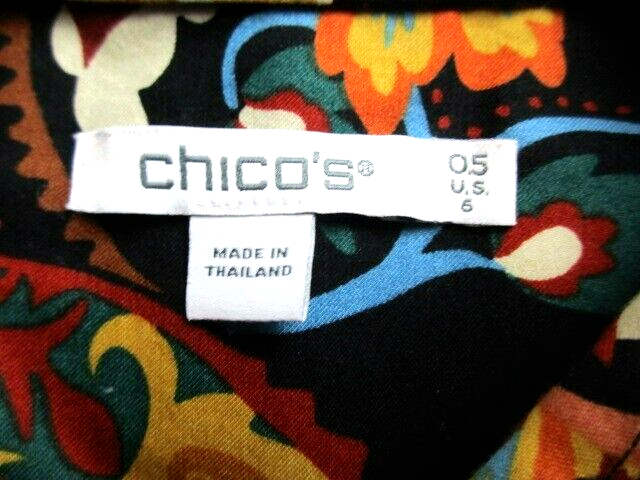 chico's®
0.5
U.S.
6
MADE IN
THAILAND